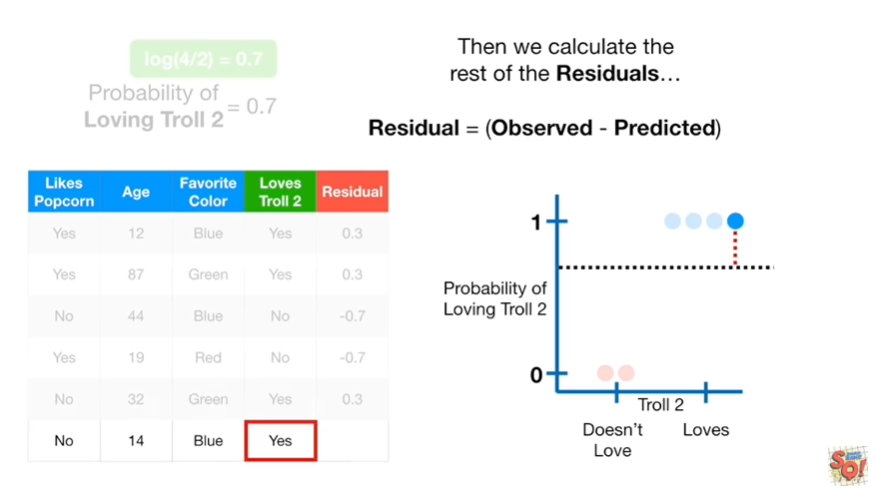 log(4/2) = 0.7
Probability of
Loving Troll 2 = 0.7
Then we calculate the
rest of the Residuals…
Residual = (Observed - Predicted)
Likes Popcorn Age Favorite Color Loves Troll 2 Residual
Yes 12 Blue Yes 0.3
Yes 87 Green Yes 0.3
No 44 Blue No -0.7
Yes 19 Red No -0.7
No 32 Green Yes 0.3
No 14 Blue Yes
1
Probability of
Loving Troll 2
0
Troll 2
Doesn’t
Love
Loves
SQ!